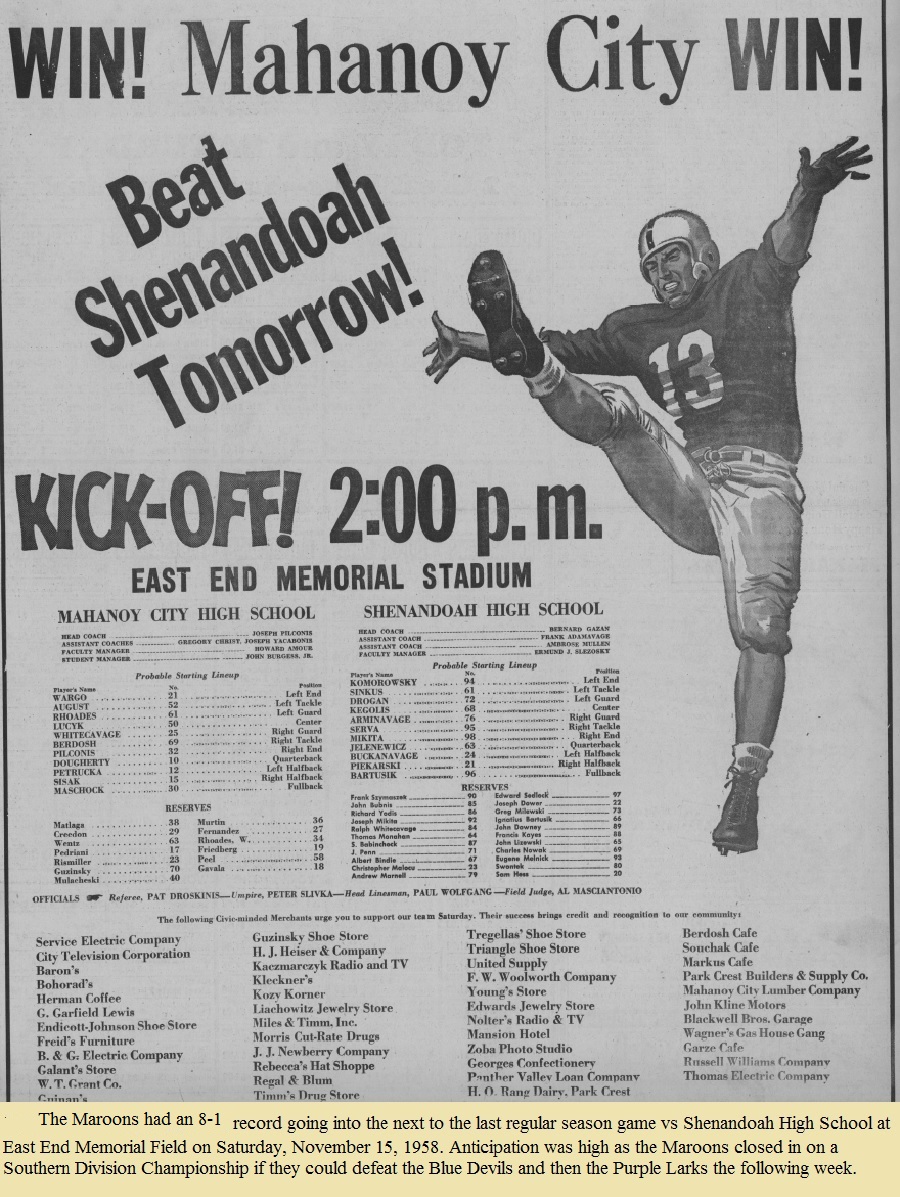 WIN! Mahanoy City WIN!
Beat
Shenandoah
Tomorrow!
13
KICK-OFF! 2:00 p. m.
EAST END MEMORIAL STADIUM
MAHANOY CITY HIGH SCHOOL
HEAD COACH JOSEPH PILCONIS
ASSISTANT COACHES GREGORY CHRIST, JOSEPH YACABONIS
FACULTY MANAGER HOWARD AMOUR
STUDENT MANAGER JOHN BURGESS, JR.
Probable Starting Lineup
Player's Name No. Position
WARGO 21 Left End
AUGUST 52 Left Tackle
RHOADES 61 Left Guard
LUCYK 50 Center
WHITECAVAGE 25 Right Guard
BERDOSH 69 Right Tackle
PILCONIS 32 Right End
DOUGHERTY 10 Quarterback
PETRUCKA 12 Left Halfback
SISAK 15 Right Halfback
MASCHOCK 30 Fullback
RESERVES
Matlaga 38
Creedon 29
Wentz 63
Pedriani 17
Rismiller 23
Guzinsky 70
Mulacheski 40
Martin 36
Fernandez 27
Rhoades, W. 34
Friedberg 19
Peel 58
Gavala 18
SHENANDOAH HIGH SCHOOL
HEAD COACH BERNARD GAZAM
ASSISTANT COACH FRANK ADAMAVAGE
ASSISTANT COACH AMBROSE MULLEN
FACULTY MANAGER ERMUND J. SLEZOSKY
Probable Starting Lineup
Player's Name No. Position
KOMOROWSKY 94 Left End
SINKUS 61 Left Tackle
DROGAN 72 Left Guard
KEGOLIS 68 Center
ARMINAVAGE 76 Right Guard
SERVA 95 Right Tackle
MIKITA 98 Right End
JELENEWICZ 63 Quarterback
BUCKANAVAGE 24 Left Halfback
PIEKARSKI 21 Right Halfback
BARTUSIK 96 Fullback
RESERVES
Frank Szymoszek 90
John Bubnis 85
Richard Yodis 86
Joseph Mikita 92
Ralph Whitecavage 84
Thomas Monahan 64
S. Babinchock 87
J. Penn 71
Albert Bindie 67
Christopher 23
Andrew Marnell 79
Edward Sadlock 97
Joseph Dower 22
Greg Milewski 73
Ignatius Bartusik 66
John Downey 89
Francis Kayes 88
John Lizewski 65
Charles Nowak 69
Eugene Melnick 93
Swantek 80
Sam Hess 20
OFFICIALS Referee, PAT DROSKINIS—Umpire, PETER SLIVKA—Head Linesman, PAUL WOLFGANG—Field Judge, AL MASCIANTONIO
The following Civic-minded Merchants urge you to support our team Saturday. Their success brings credit and recognition to our community:
Service Electric Company
City Television Corporation
Baron's
Bohorad's
Herman Coffee
G. Garfield Lewis
Endicott-Johnson Shoe Store
Freid's Furniture
B. & G. Electric Company
Galant's Store
W. T. Grant Co.
Guinan's
Guzinsky Shoe Store
H. J. Heiser & Company
Kaczmarczyk Radio and TV
Kleckner's
Kozy Korner
Liachowitz Jewelry Store
Miles & Timm, Inc.
Morris Cut-Rate Drugs
J. J. Newberry Company
Rebecca's Hat Shoppe
Regal & Blum
Timm's Drug Store
Tregellas' Shoe Store
Triangle Shoe Store
United Supply
F. W. Woolworth Company
Young's Store
Edwards Jewelry Store
Nolter's Radio & TV
Mansion Hotel
Zoba Photo Studio
Georges Confectionery
Panther Valley Loan Company
H. O. Rang Dairy, Park Crest
Berdosh Cafe
Souchak Cafe
Markus Cafe
Park Crest Builders & Supply Co.
Mahanoy City Lumber Company
John Kline Motors
Blackwell Bros. Garage
Wagner's Gas House Gang
Garze Cafe
Russell Williams Company
Thomas Electric Company
The Maroons had an 8-1 record going into the next to the last regular season game vs Shenandoah High School at
East End Memorial Field on Saturday, November 15, 1958. Anticipation was high as the Maroons closed in on a
Southern Division Championship if they could defeat the Blue Devils and then the Purple Larks the following week.